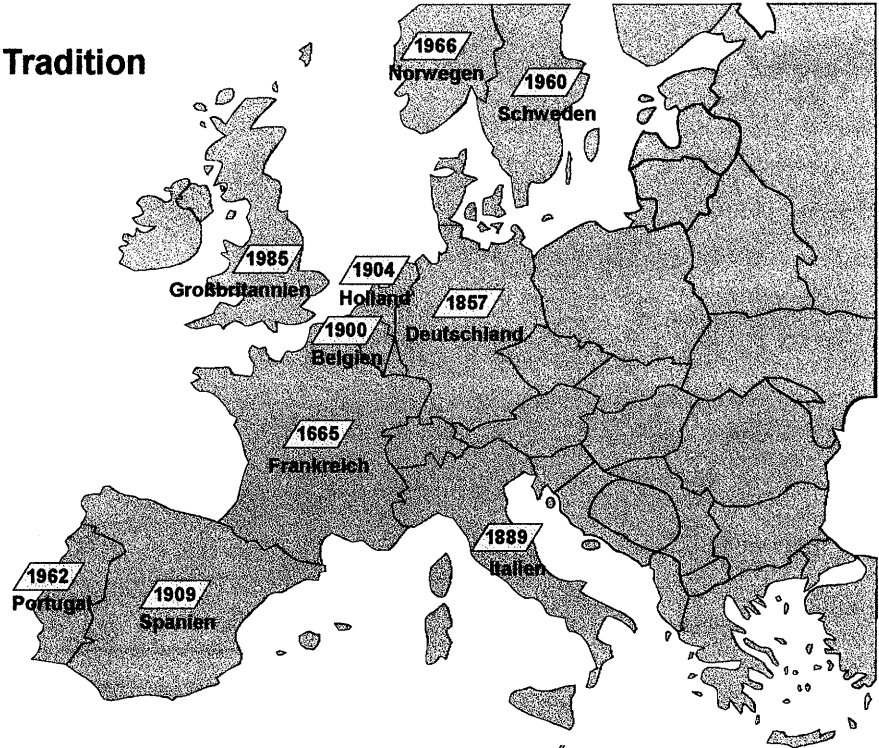 Tradition
1966
Norwegen
1960
Schweden
1985
Großbritannien
1904
Holland
1857
Deutschland
1900
Belgien
1665
Frankreich
1889
Italien
1962
Portugal
1909
Spanien